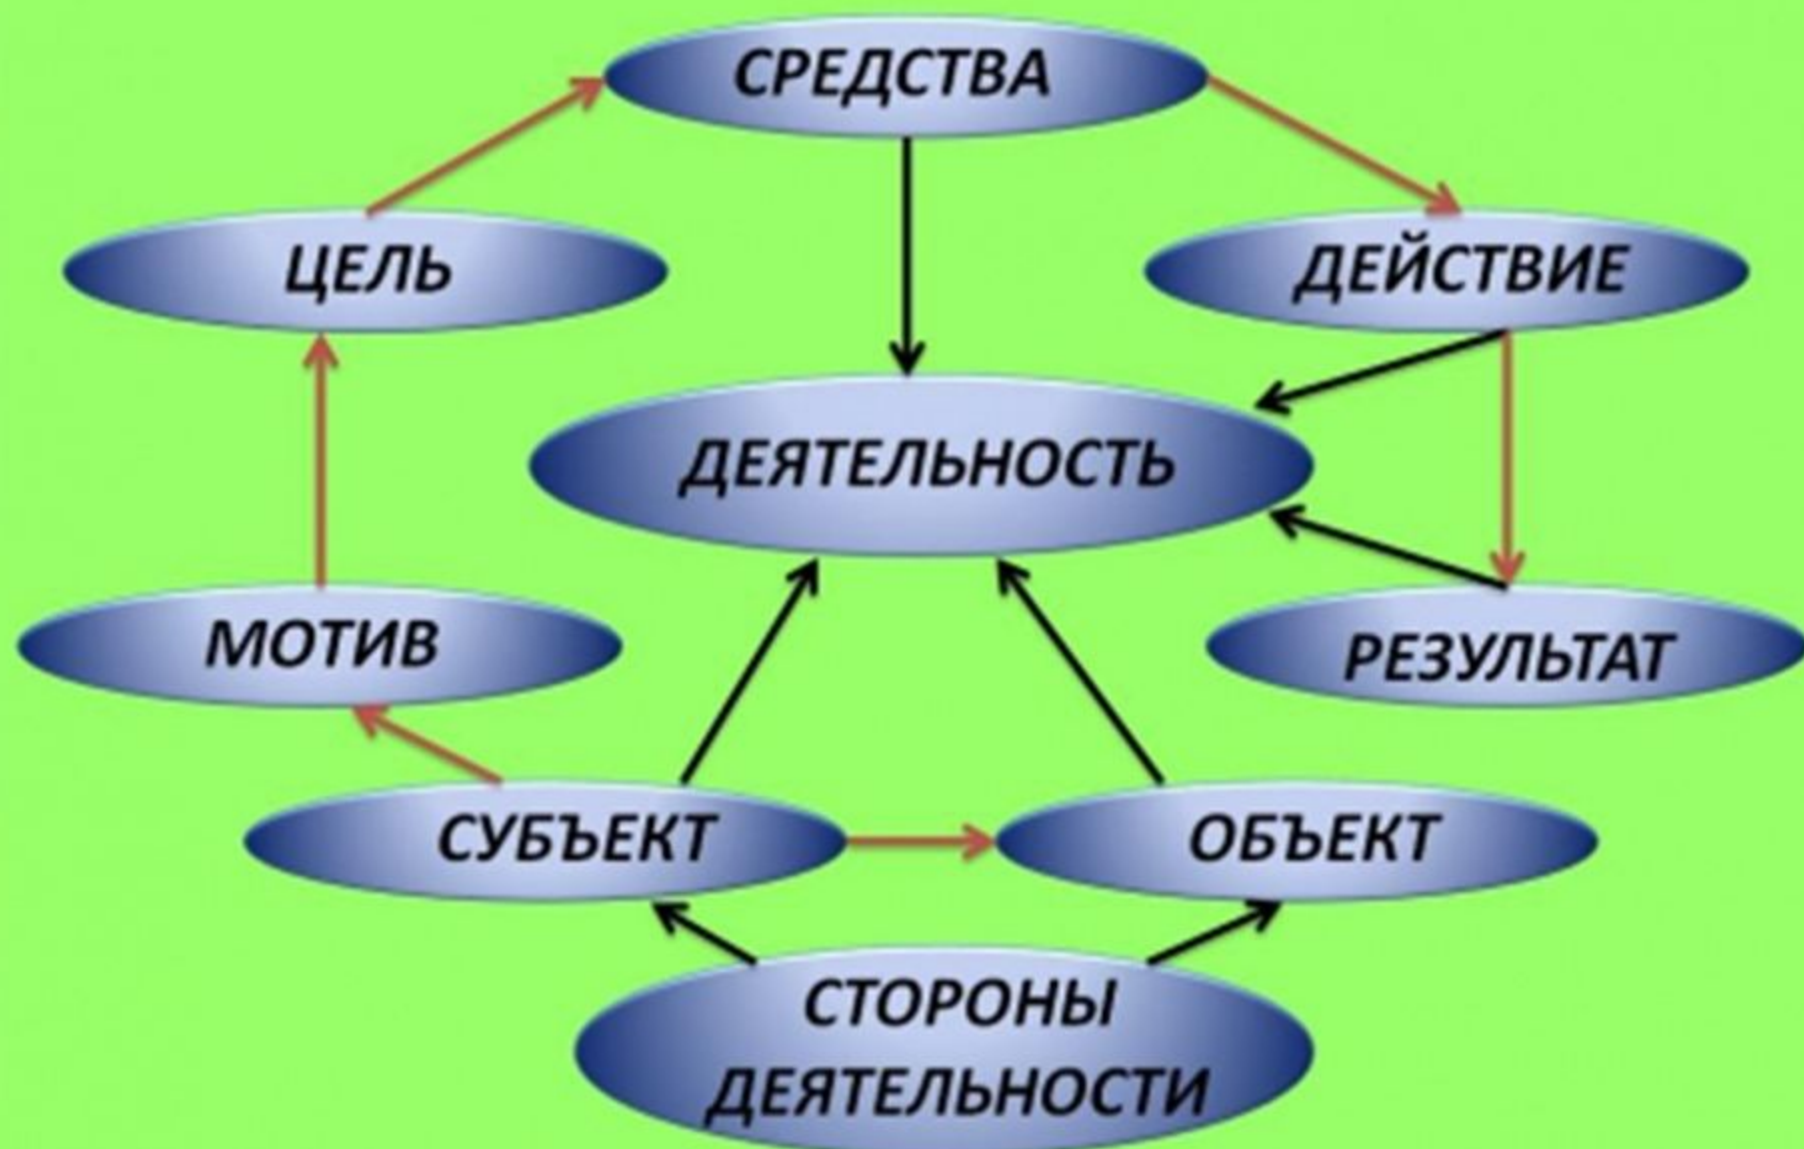 СРЕДСТВА
ЦЕЛЬ
ДЕЙСТВИЕ
ДЕЯТЕЛЬНОСТЬ
МОТИВ
РЕЗУЛЬТАТ
СУБЪЕКТ
ОБЪЕКТ
СТОРОНЫ
ДЕЯТЕЛЬНОСТИ